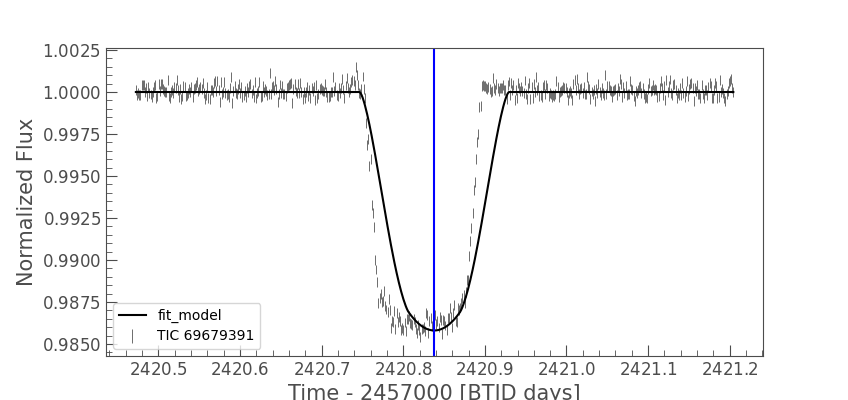 1.0025
1.0000
0.9975
0.9950
0.9925
0.9900
0.9875
0.9850
Normalized Flux
fit_model
TIC 69679391
2420.5 2420.6 2420.7 2420.8 2420.9 2421.0 2421.1 2421.2
Time - 2457000 [BTJD days]